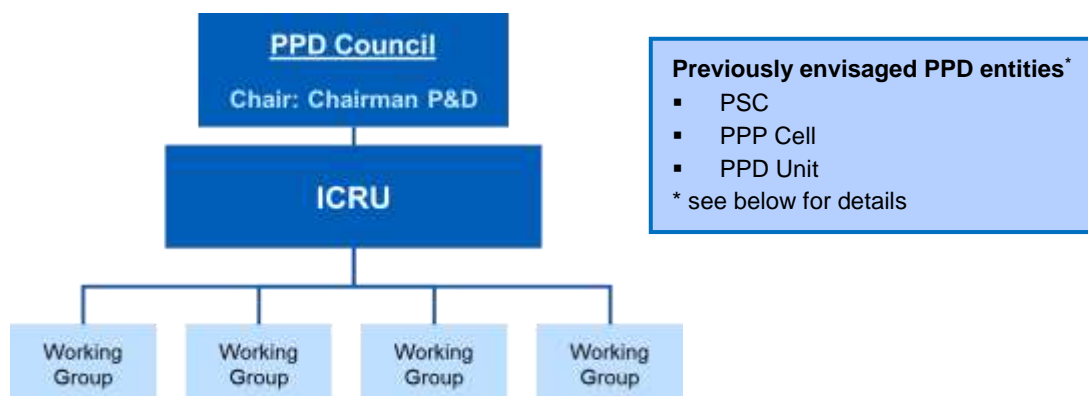 PPD Council
Chair: Chairman P&D
ICRU
Working
Group
Working
Group
Working
Group
Working
Group
Previously envisaged PPD entities*
▪ PSC
▪ PPP Cell
▪ PPD Unit
* see below for details